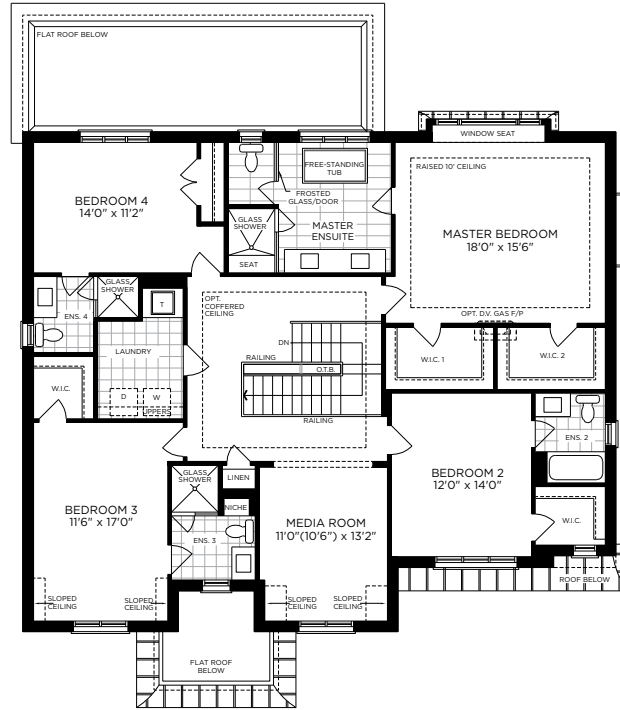 FLAT ROOF BELOW
WINDOW SEAT
FREE-STANDING
TUB
RAISED 10' CEILING
BEDROOM 4
14'0" x 11'2"
FROSTED
GLASS/DOOR
GLASS
SHOWER
SEAT
MASTER
ENSUITE
MASTER BEDROOM
18'0" x 15'6"
OPT. D.V. GAS F/P
GLASS
SHOWER
ENS. 4
T
LAUNDRY
D
W
UPPERS
W.I.C.
OPT.
COFFERED
CEILING
DN
RAILING
O.T.B.
RAILING
W.I.C. 1
W.I.C. 2
ENS. 2
BEDROOM 2
12'0" x 14'0"
W.I.C.
ROOF BELOW
GLASS
SHOWER
LINEN
NICHE
ENS. 3
BEDROOM 3
11'6" x 17'0"
MEDIA ROOM
11'0"(10'6") x 13'2"
SLOPED
CEILING
SLOPED
CEILING
SLOPED
CEILING
SLOPED
CEILING
FLAT ROOF
BELOW